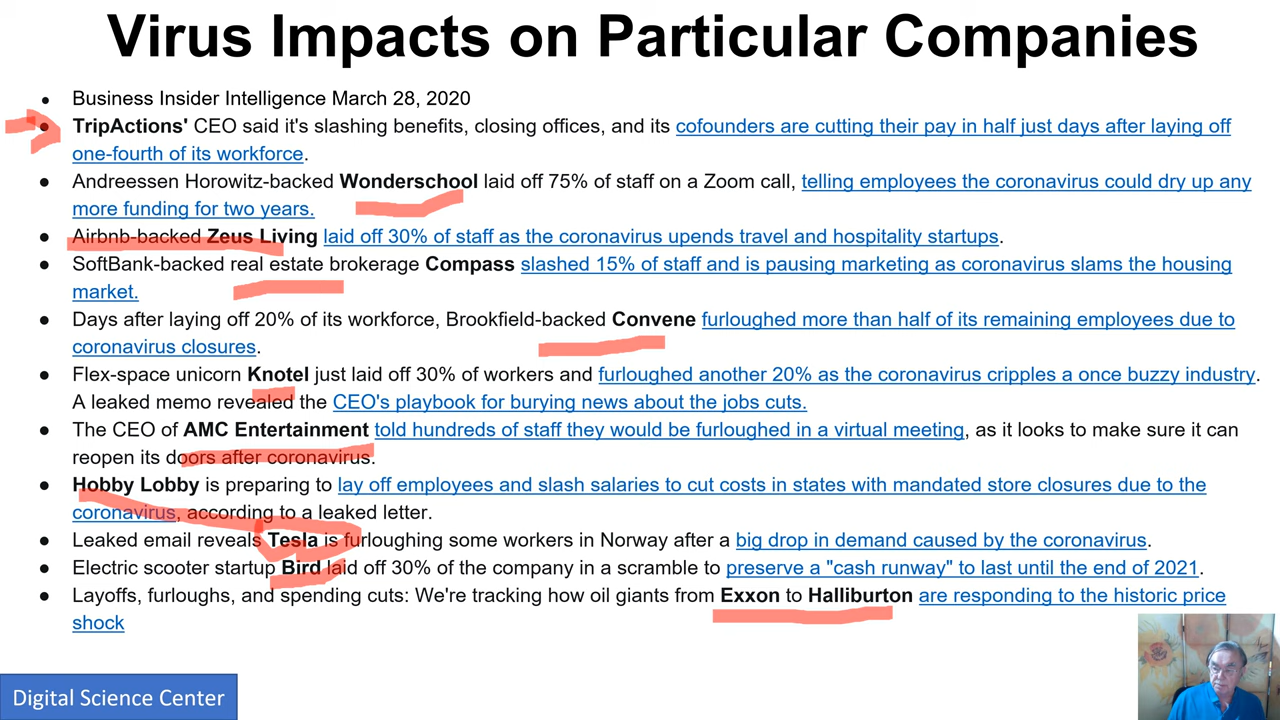 Virus Impacts on Particular Companies
● Business Insider Intelligence March 28, 2020
● TripActions' CEO said it's slashing benefits, closing offices, and its cofounders are cutting their pay in half just days after laying off
one-fourth of its workforce.
● Andreessen Horowitz-backed Wonderschool laid off 75% of staff on a Zoom call, telling employees the coronavirus could dry up any
more funding for two years.
● Airbnb-backed Zeus Living laid off 30% of staff as the coronavirus upends travel and hospitality startups.
● SoftBank-backed real estate brokerage Compass slashed 15% of staff and is pausing marketing as coronavirus slams the housing
market.
● Days after laying off 20% of its workforce, Brookfield-backed Convene furloughed more than half of its remaining employees due to
coronavirus closures.
● Flex-space unicorn Knotel just laid off 30% of workers and furloughed another 20% as the coronavirus cripples a once buzzy industry.
A leaked memo revealed the CEO's playbook for burying news about the jobs cuts.
● The CEO of AMC Entertainment told hundreds of staff they would be furloughed in a virtual meeting, as it looks to make sure it can
reopen its doors after coronavirus.
● Hobby Lobby is preparing to lay off employees and slash salaries to cut costs in states with mandated store closures due to the
coronavirus, according to a leaked letter.
● Leaked email reveals Tesla is furloughing some workers in Norway after a big drop in demand caused by the coronavirus.
● Electric scooter startup Bird laid off 30% of the company in a scramble to preserve a "cash runway" to last until the end of 2021.
● Layoffs, furloughs, and spending cuts: We're tracking how oil giants from Exxon to Halliburton are responding to the historic price
shock
Digital Science Center